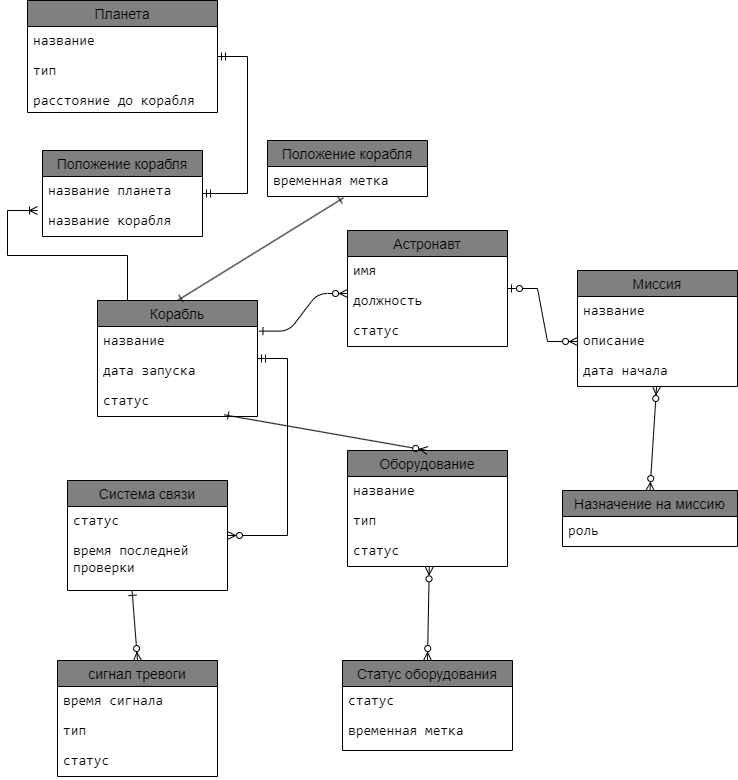 Планета
название
тип
расстояние до корабля
Положение корабля
название планета
название корабля
Положение корабля
временная метка
Корабль
название
дата запуска
статус
Астронавт
имя
должность
статус
Миссия
название
описание
дата начала
Система связи
статус
время последней
проверки
Оборудование
название
тип
статус
Назначение на миссию
роль
сигнал тревоги
время сигнала
тип
статус
Статус оборудования
статус
временная метка